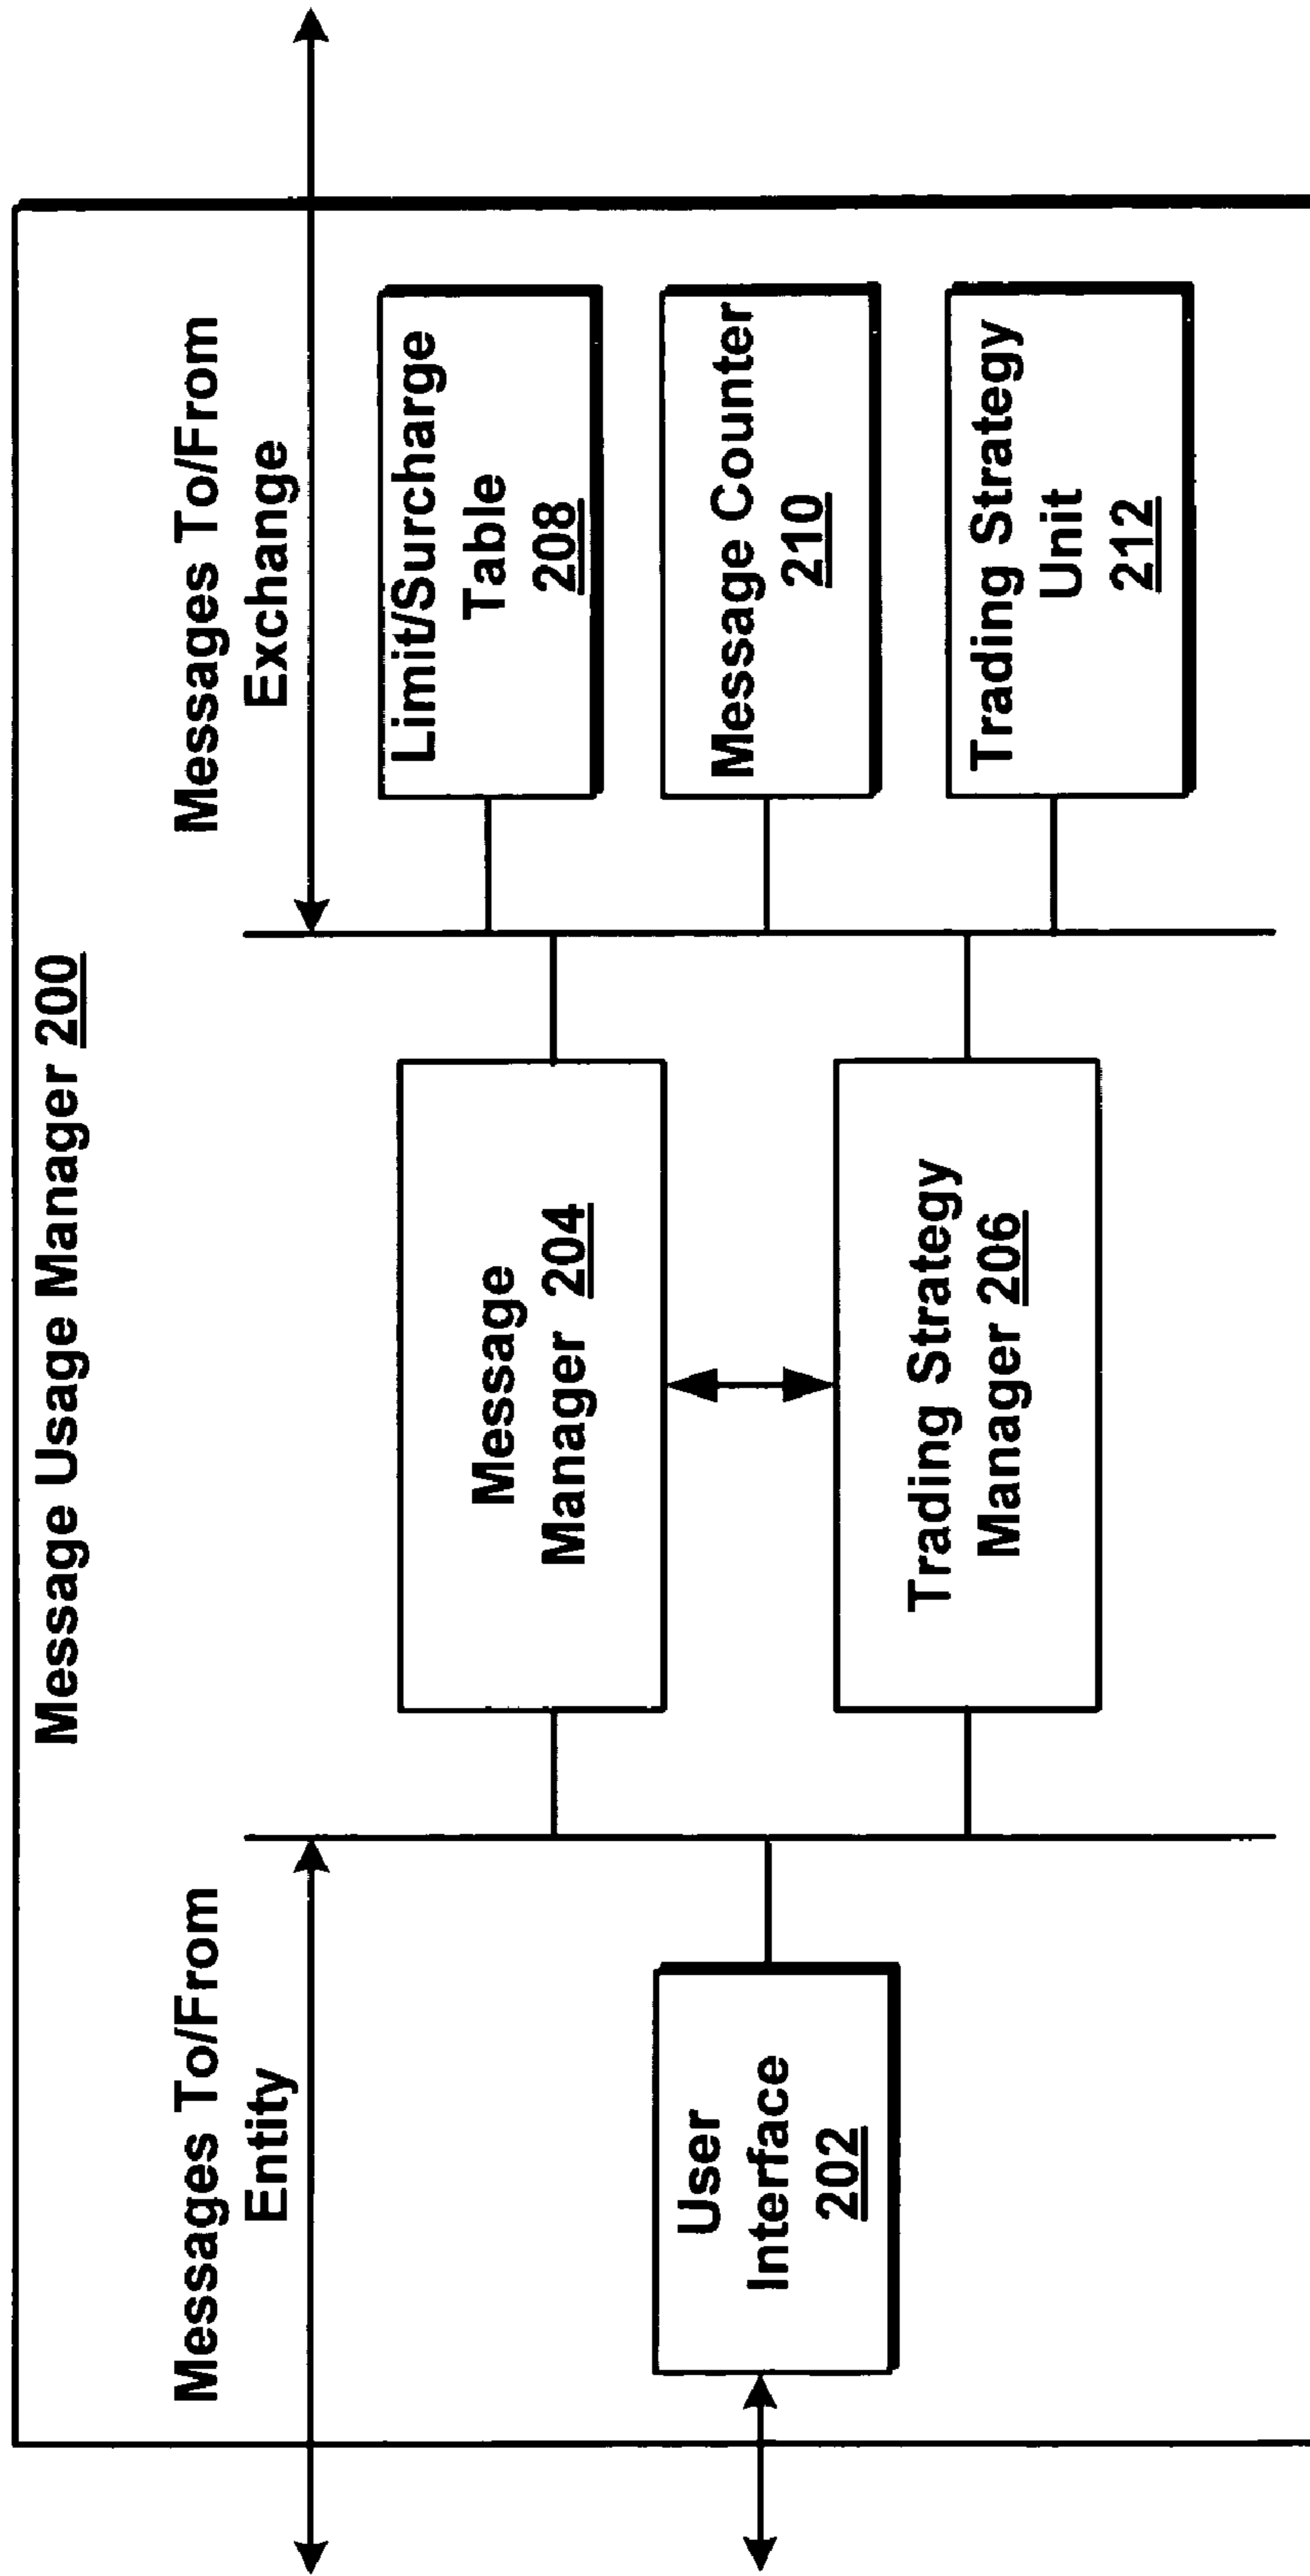 Message Usage Manager 200
Messages To/From
Entity
Messages To/From
Exchange
User
Interface
202
Message
Manager 204
Trading Strategy
Manager 206
Limit/Surcharge
Table
208
Message Counter
210
Trading Strategy
Unit
212